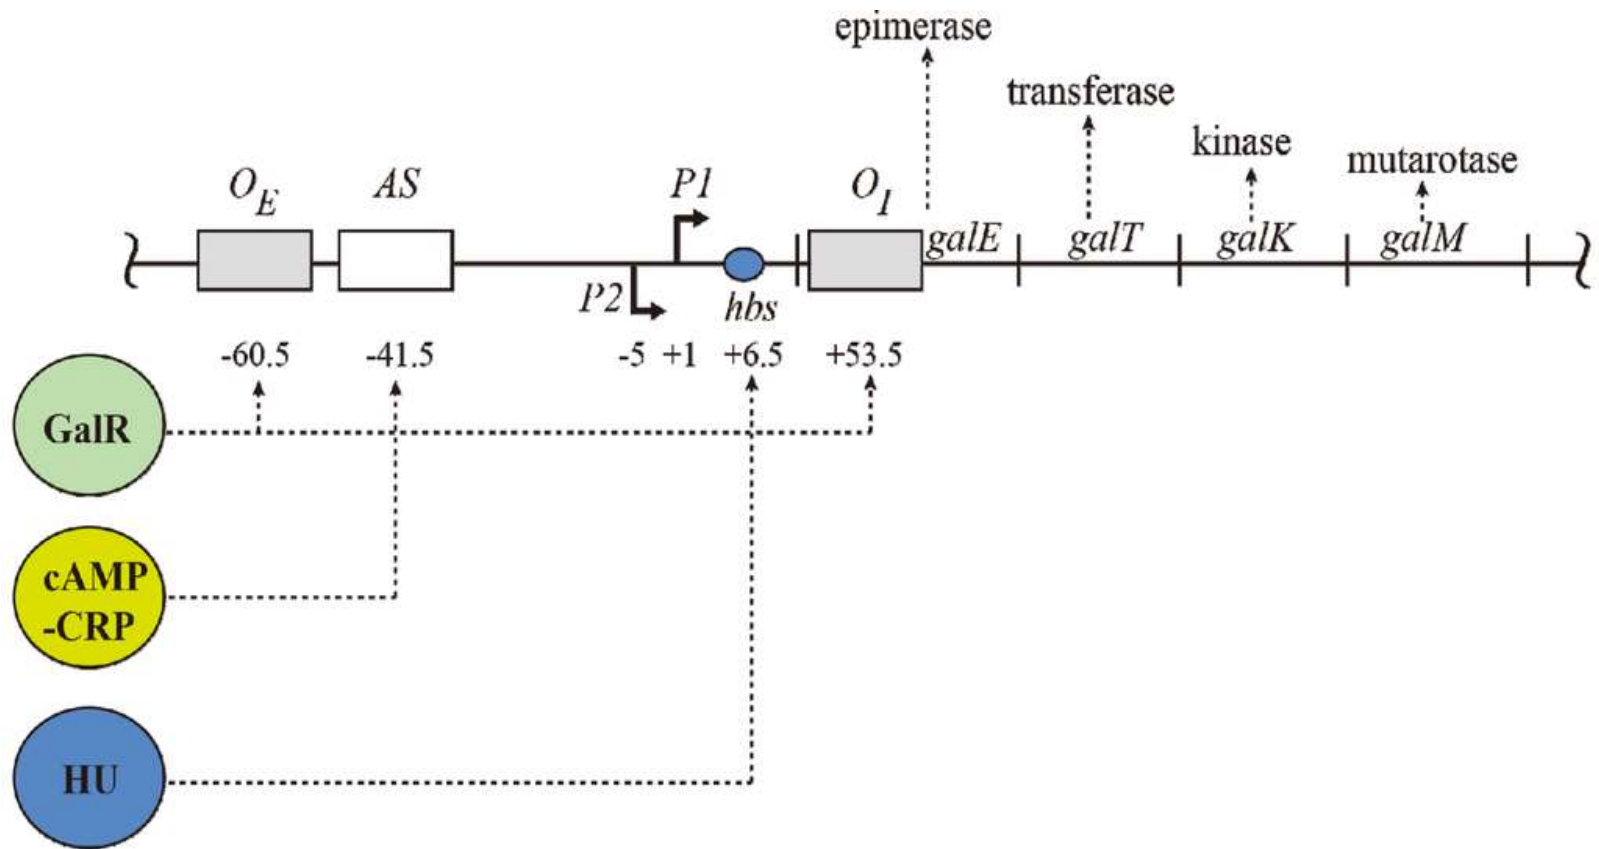 epimerase
transferase
kinase
mutarotase
O_E AS P1 O_I
galE galT galK galM
P2 hbs
-60.5 -41.5 -5 +1 +6.5 +53.5
GalR
cAMP
-CRP
HU